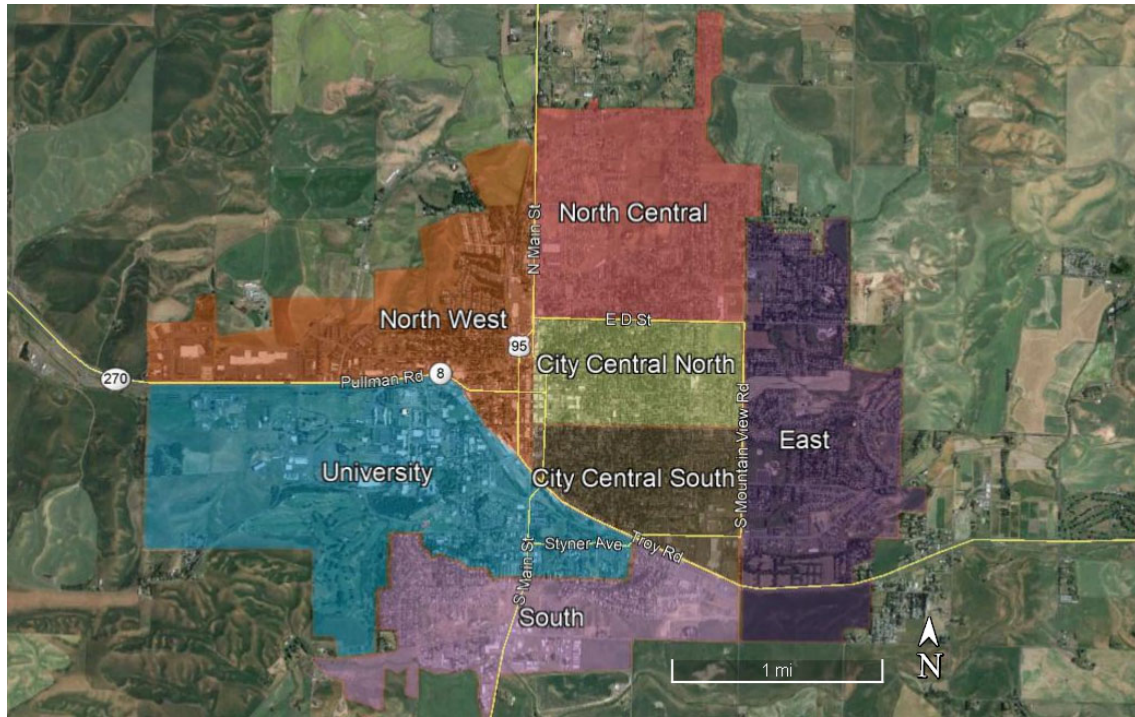 North Central
N Main St
North West
E D St
95
City Central North
270
Pullman Rd
8
S Mountain View Rd
East
University
City Central South
Styner Ave
Troy Rd
S Main St
South
1 mi
N